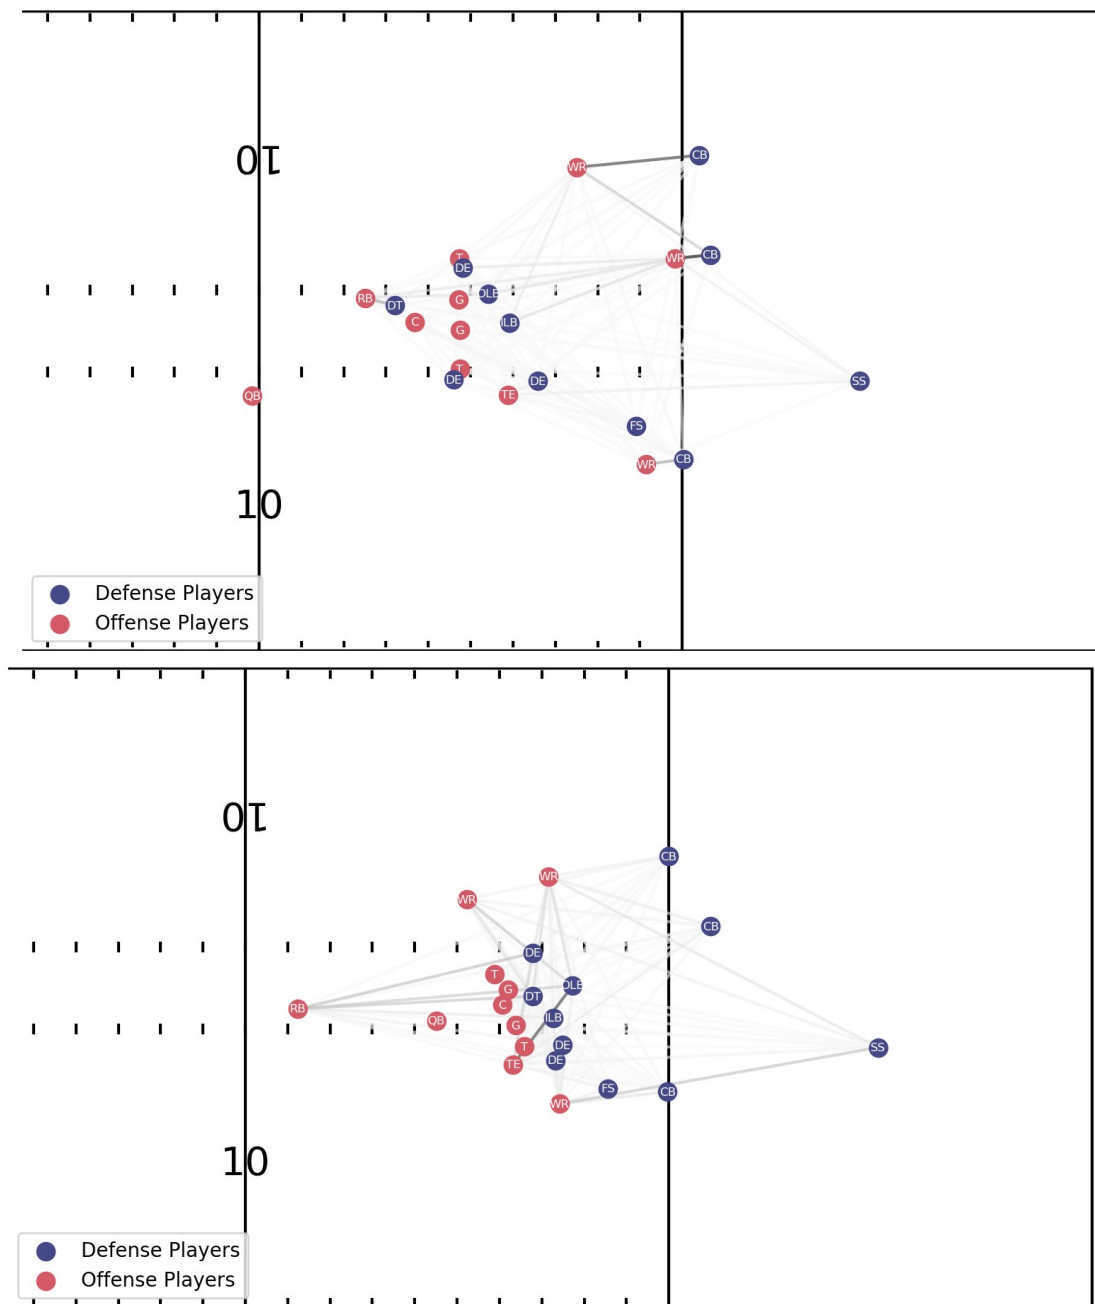 10
CB
WR
CB
WR
T
DE
OLB
RB
G
DT
C
ILB
G
T
DE
DE
SS
TE
QB
FS
CB
WR
10
Defense Players
Offense Players
10
CB
WR
WR
CB
DE
T
OLB
G
DT
C
RB
ILB
QB
G
DE
T
SS
DE
TE
FS
CB
WR
10
Defense Players
Offense Players